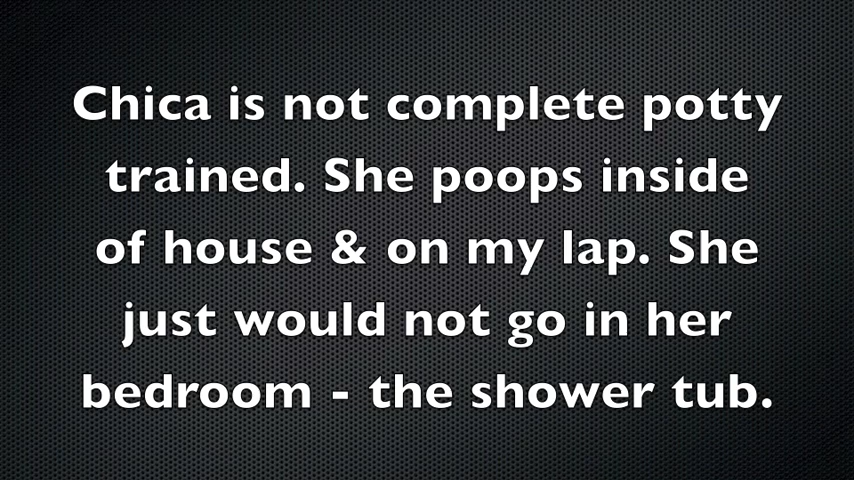 Chica is not complete potty
trained. She poops inside
of house & on my lap. She
just would not go in her
bedroom - the shower tub.